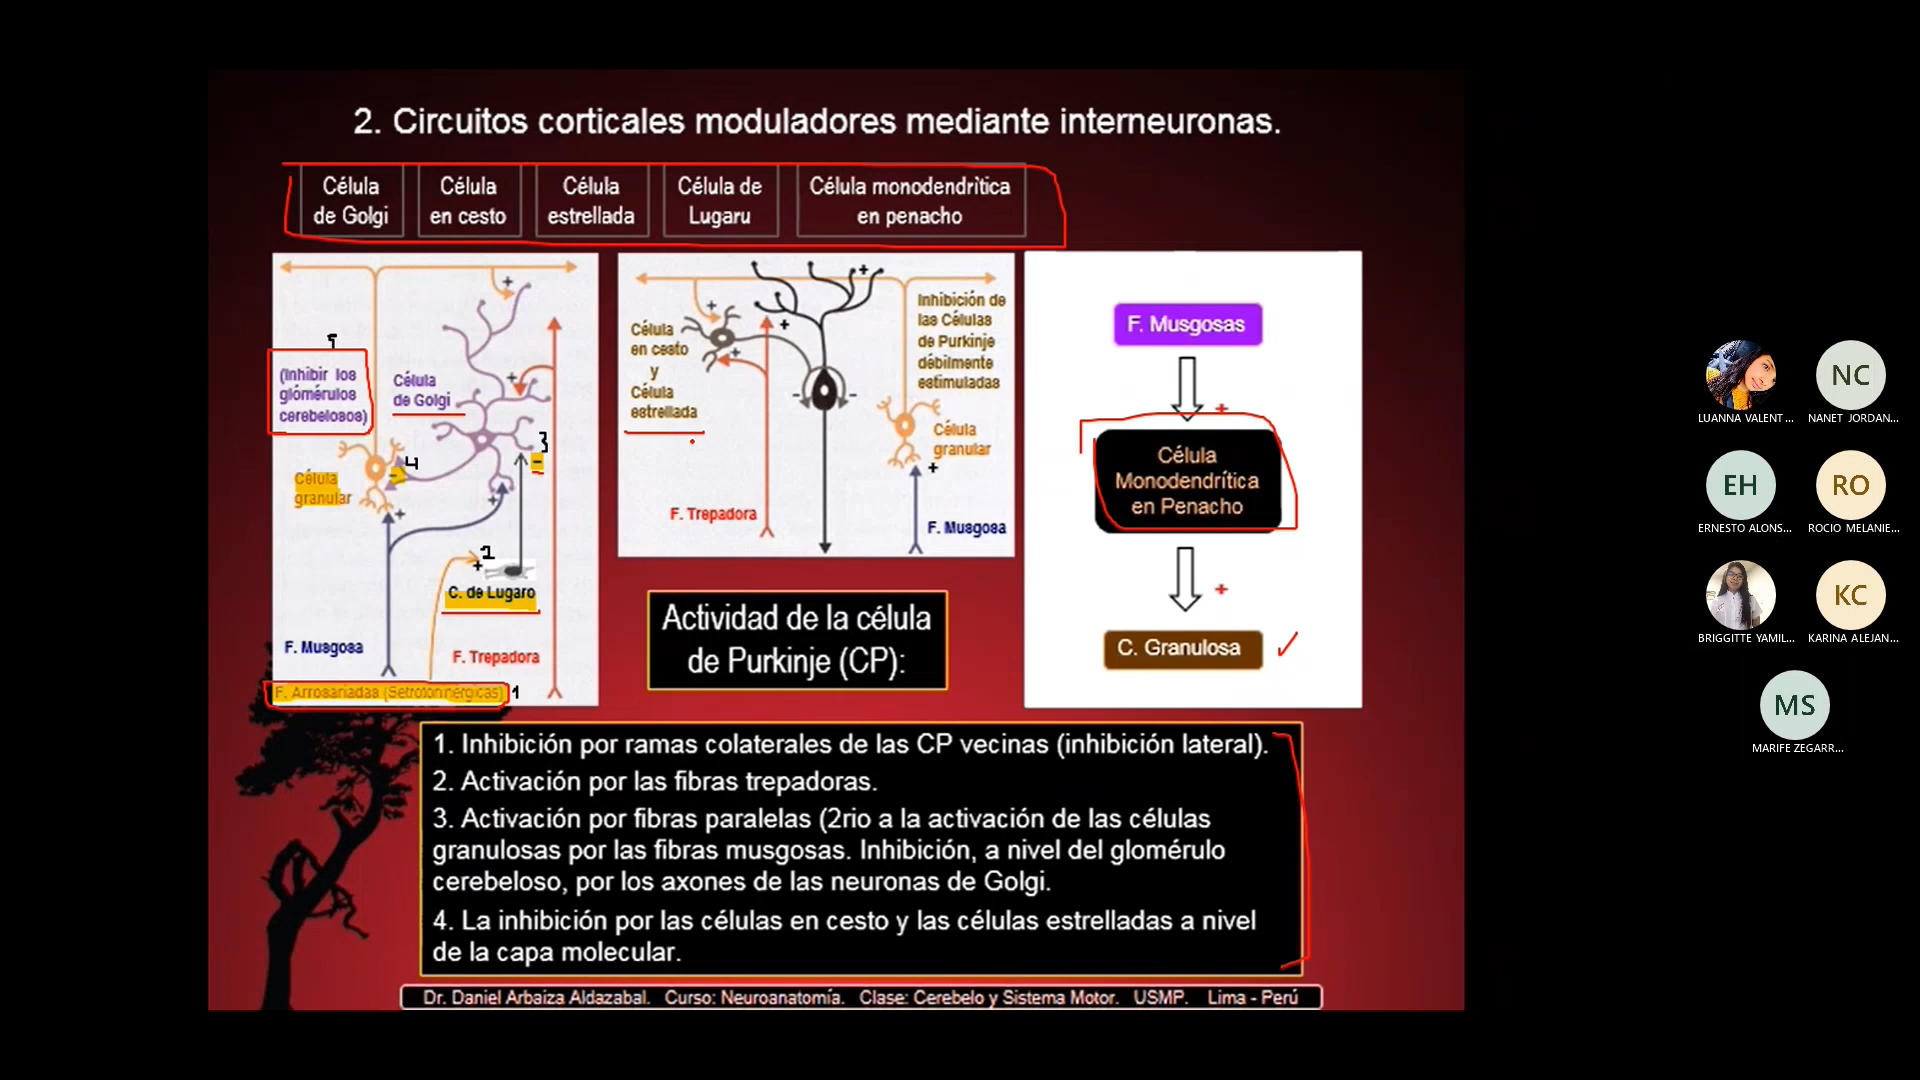 2. Circuitos corticales moduladores mediante interneuronas.
Célula
de Golgi
Célula
en cesto
Célula
estrellada
Célula de
Lugaru
Célula monodendrìtica
en penacho
5
(Inhibir los
glómérulos
cerebelosos)
Célula
de Golgi
+
+
3
-
4
-
Célula
granular
+
+
2
+
C. de Lugaro
F. Musgosa
F. Trepadora
F. Arrosariadas (Setrotoninérgicas)
1
+
+
+
+
Célula
en cesto
y
Célula
estrellada
-
-
Inhibición de
las Células
de Purkinje
débilmente
estimuladas
Célula
granular
+
F. Trepadora
F. Musgosa
F. Musgosas
+
Célula
Monodendrítica
en Penacho
+
C. Granulosa
Actividad de la célula
de Purkinje (CP):
1. Inhibición por ramas colaterales de las CP vecinas (inhibición lateral).
2. Activación por las fibras trepadoras.
3. Activación por fibras paralelas (2rio a la activación de las células
granulosas por las fibras musgosas. Inhibición, a nivel del glomérulo
cerebeloso, por los axones de las neuronas de Golgi.
4. La inhibición por las células en cesto y las células estrelladas a nivel
de la capa molecular.
Dr. Daniel Arbaiza Aldazabal. Curso: Neuroanatomía. Clase: Cerebelo y Sistema Motor. USMP. Lima - Perú
LUANNA VALENT...
NC
NANET JORDAN...
EH
ERNESTO ALONS...
RO
ROCIO MELANIE...
BRIGGITTE YAMIL...
KC
KARINA ALEJAN...
MS
MARIFE ZEGARR...